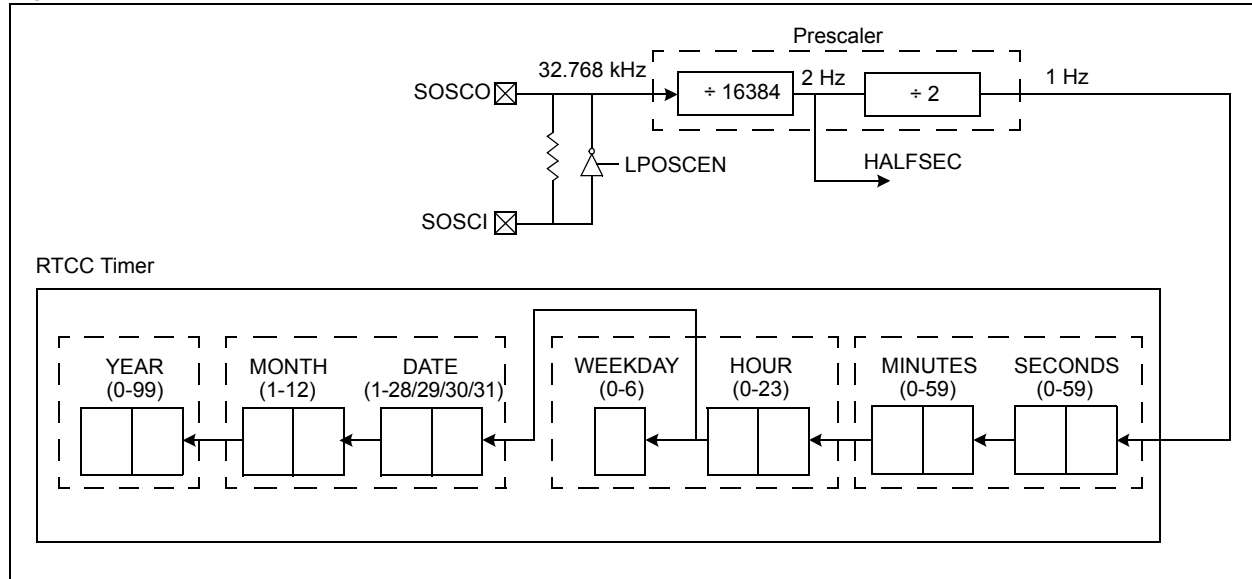 Prescaler
32.768 kHz
SOSCO
÷ 16384
2 Hz
÷ 2
1 Hz
HALFSEC
LPOSCEN
SOSCI
RTCC Timer
YEAR
(0-99)
MONTH
(1-12)
DATE
(1-28/29/30/31)
WEEKDAY
(0-6)
HOUR
(0-23)
MINUTES
(0-59)
SECONDS
(0-59)